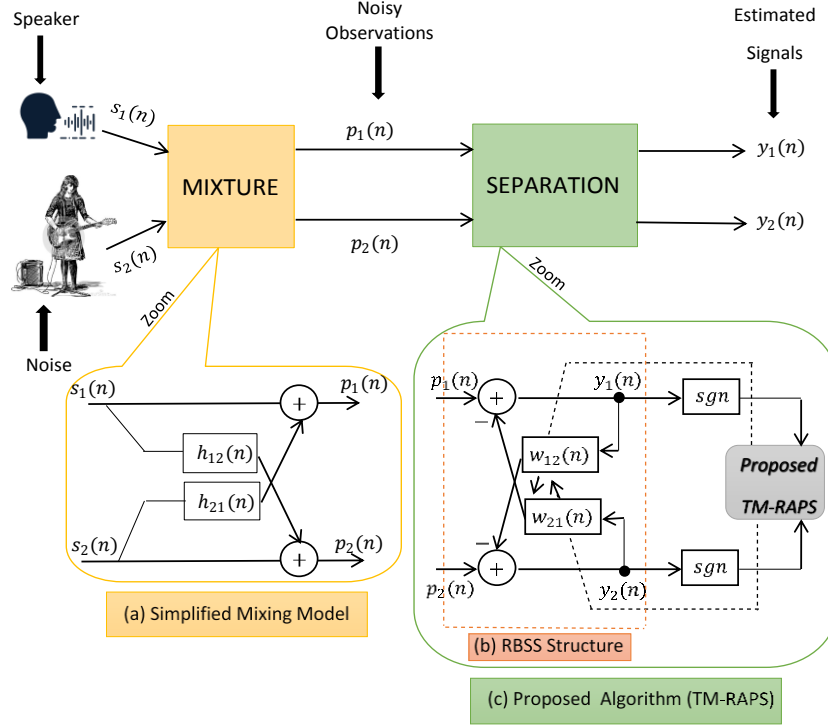 Speaker
Noisy
Observations
Estimated
Signals
s₁(n)
p₁(n)
y₁(n)
MIXTURE
SEPARATION
s₂(n)
p₂(n)
y₂(n)
Zoom
Zoom
Noise
s₁(n)
p₁(n)
+
h₁₂(n)
h₂₁(n)
s₂(n)
+
p₂(n)
(a) Simplified Mixing Model
p₁(n)
+
−
y₁(n)
sgn
w₁₂(n)
w₂₁(n)
Proposed
TM-RAPS
−
+
p₂(n)
y₂(n)
sgn
(b) RBSS Structure
(c) Proposed Algorithm (TM-RAPS)